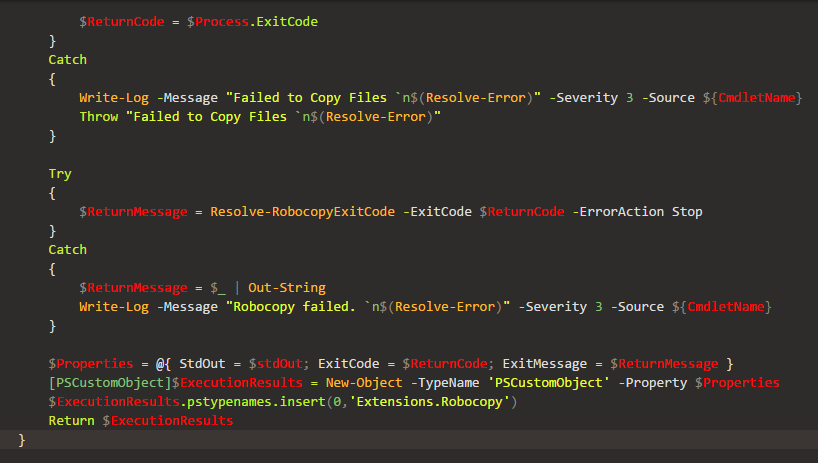 $ReturnCode = $Process.ExitCode
}
Catch
{
Write-Log -Message "Failed to Copy Files `n$(Resolve-Error)" -Severity 3 -Source ${CmdletName}
Throw "Failed to Copy Files `n$(Resolve-Error)"
}
Try
{
$ReturnMessage = Resolve-RobocopyExitCode -ExitCode $ReturnCode -ErrorAction Stop
}
Catch
{
$ReturnMessage = $_ | Out-String
Write-Log -Message "Robocopy failed. `n$(Resolve-Error)" -Severity 3 -Source ${CmdletName}
}
$Properties = @{ StdOut = $stdOut; ExitCode = $ReturnCode; ExitMessage = $ReturnMessage }
[PSCustomObject]$ExecutionResults = New-Object -TypeName 'PSCustomObject' -Property $Properties
$ExecutionResults.pstypenames.insert(0,'Extensions.Robocopy')
Return $ExecutionResults
}